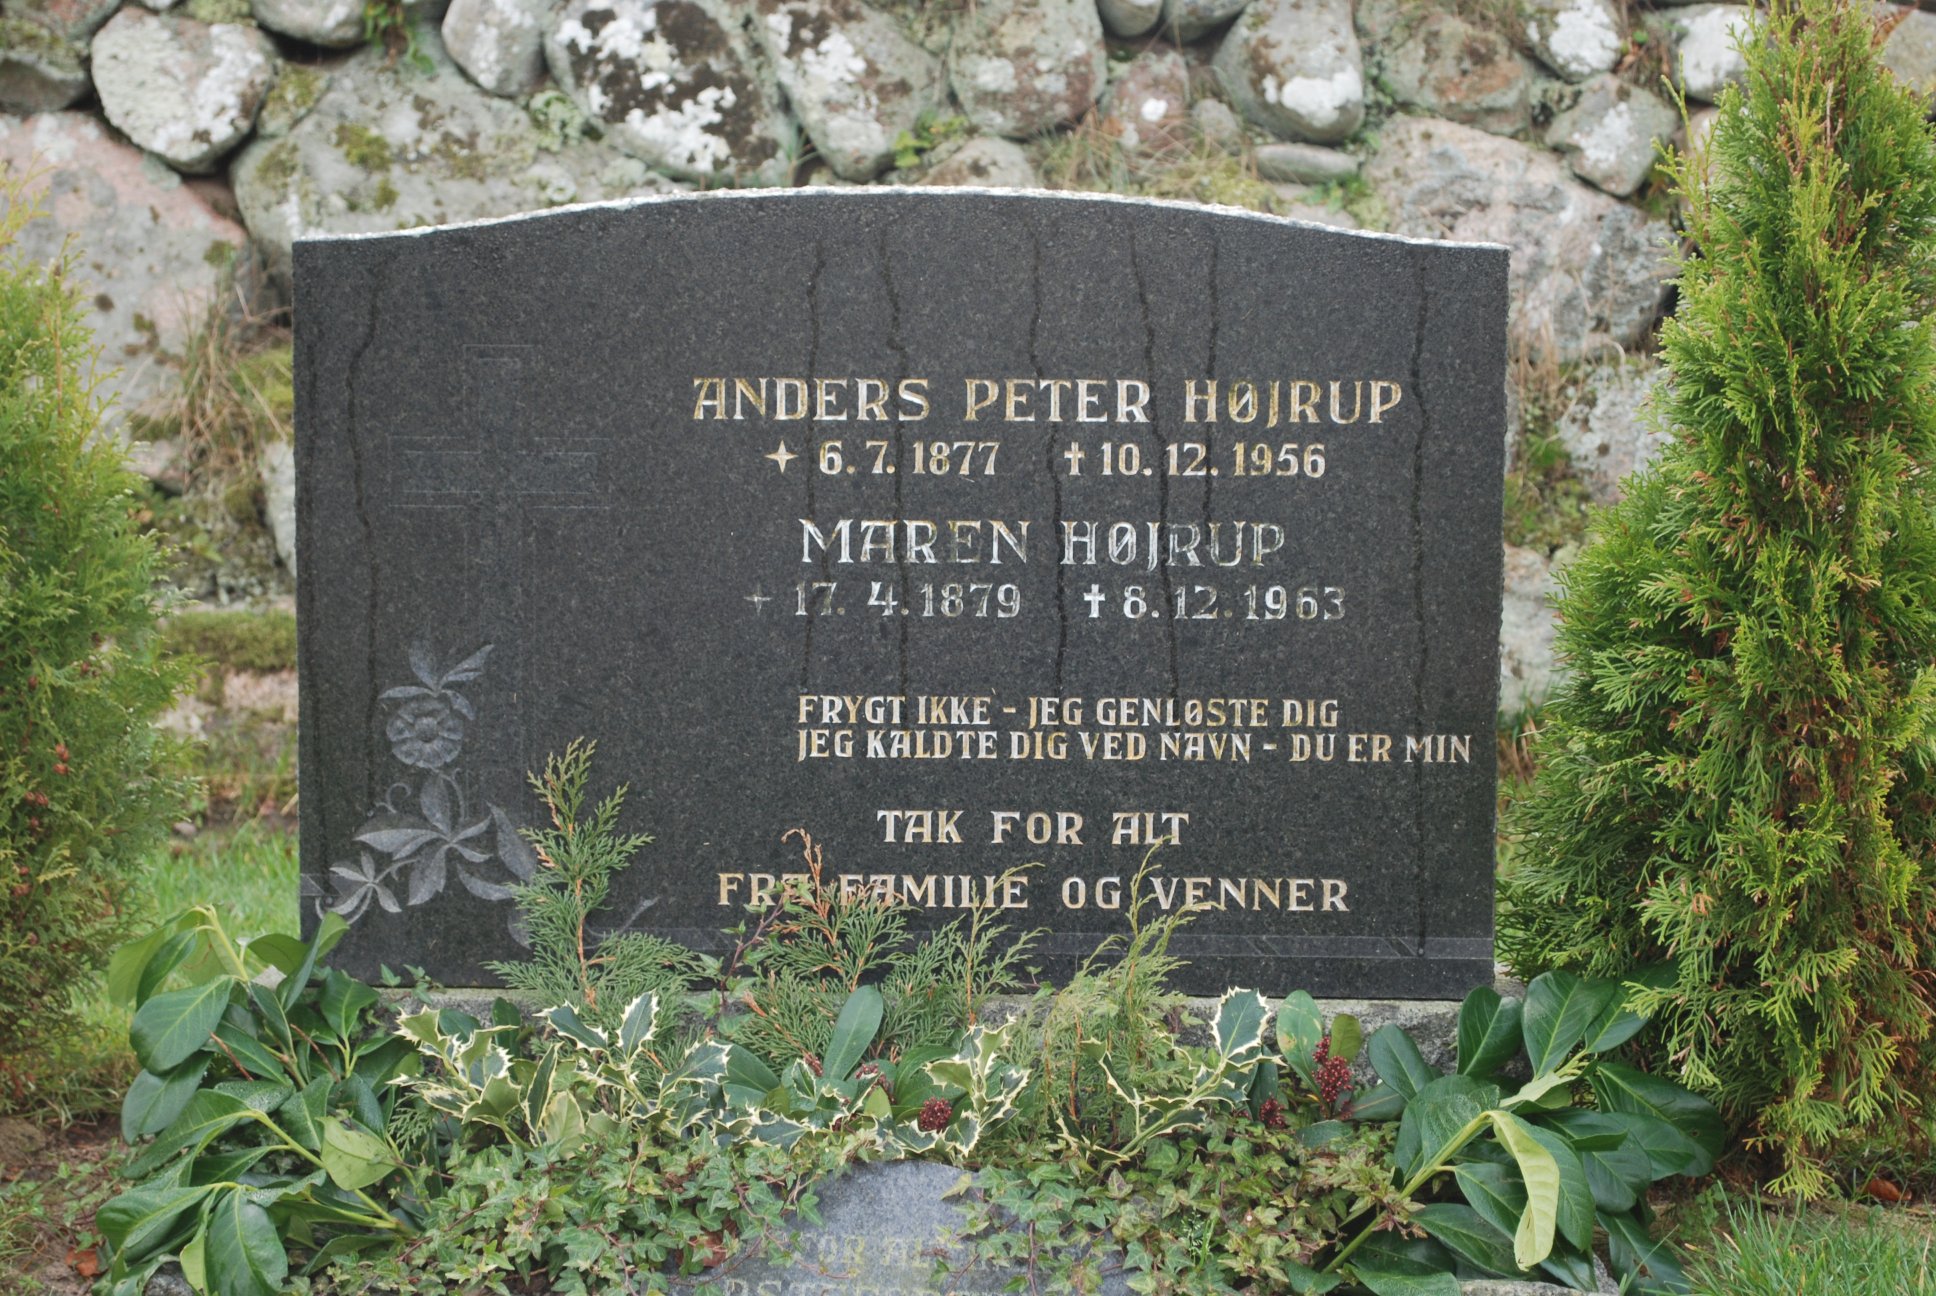 ANDERS PETER HØJRUP
✦ 6.7.1877 ✝ 10.12.1956
MAREN HØJRUP
✦ 17.4.1879 ✝ 8.12.1963
FRYGT IKKE - JEG GENLØSTE DIG
JEG KALDTE DIG VED NAVN - DU ER MIN
TAK FOR ALT
FRA FAMILIE OG VENNER